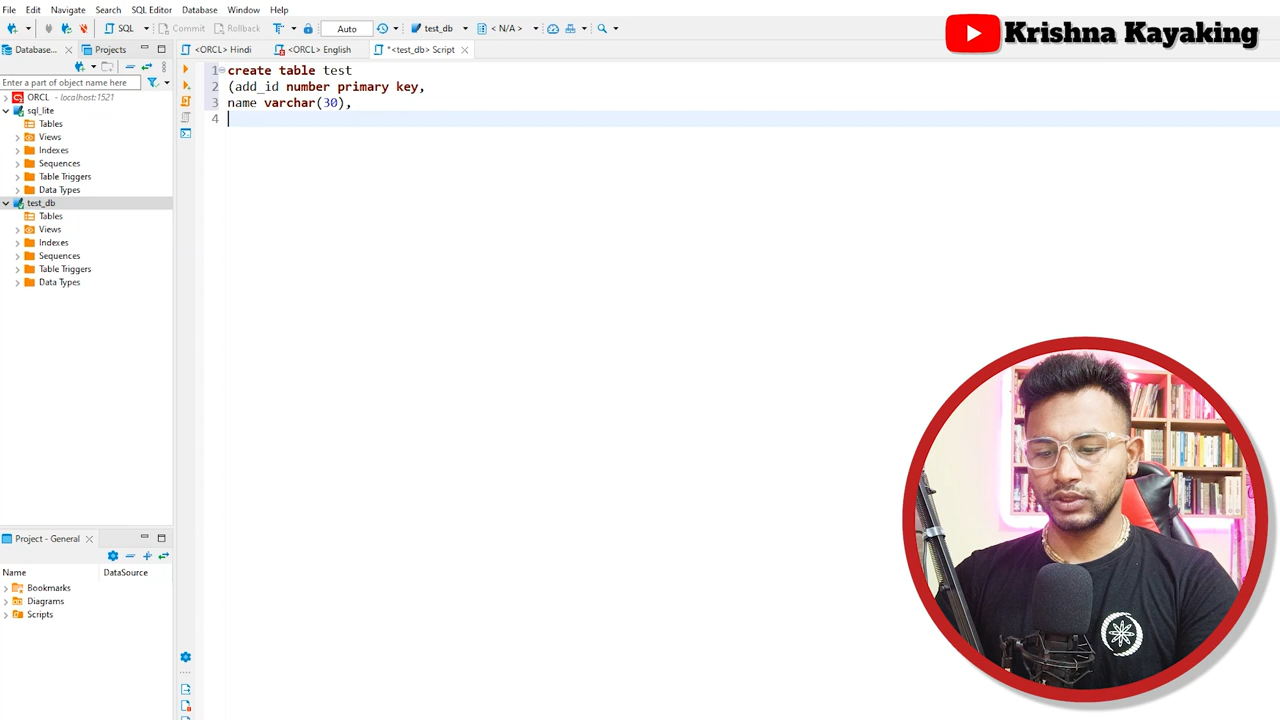 File Edit Navigate Search SQL Editor Database Window Help
SQL Commit Rollback Auto test_db < N/A >
Krishna Kayaking
Database... Projects
<ORCL> Hindi <ORCL> English *<test_db> Script
Enter a part of object name here
ORCL - localhost:1521
sql_lite
Tables
Views
Indexes
Sequences
Table Triggers
Data Types
test_db
Tables
Views
Indexes
Sequences
Table Triggers
Data Types
1 create table test
2 (add_id number primary key,
3 name varchar(30),
4
Project - General
Name DataSource
Bookmarks
Diagrams
Scripts